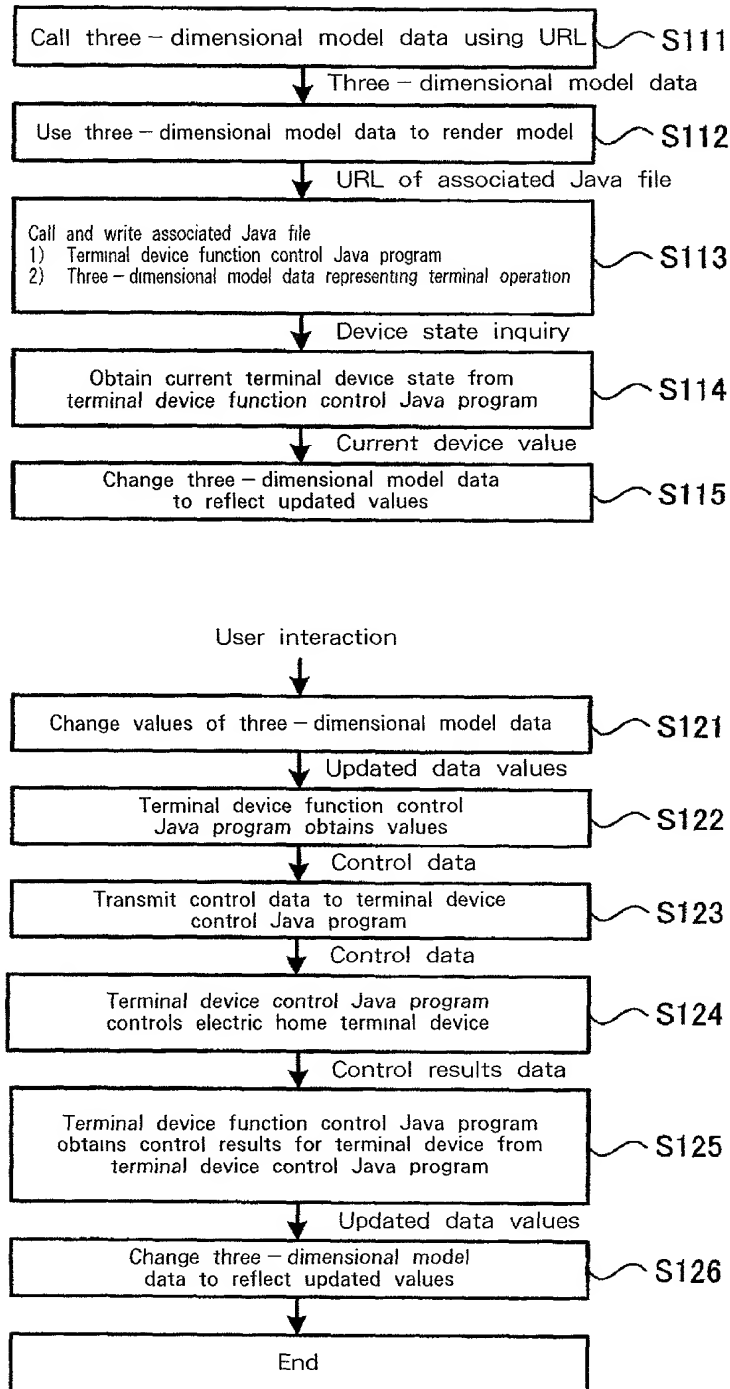 Call three-dimensional model data using URL
S111
Three-dimensional model data
Use three-dimensional model data to render model
S112
URL of associated Java file
Call and write associated Java file
1) Terminal device function control Java program
2) Three-dimensional model data representing terminal operation
S113
Device state inquiry
Obtain current terminal device state from
terminal device function control Java program
S114
Current device value
Change three-dimensional model data
to reflect updated values
S115
User interaction
Change values of three-dimensional model data
S121
Updated data values
Terminal device function control
Java program obtains values
S122
Control data
Transmit control data to terminal device
control Java program
S123
Control data
Terminal device control Java program
controls electric home terminal device
S124
Control results data
Terminal device function control Java program
obtains control results for terminal device from
terminal device control Java program
S125
Updated data values
Change three-dimensional model
data to reflect updated values
S126
End